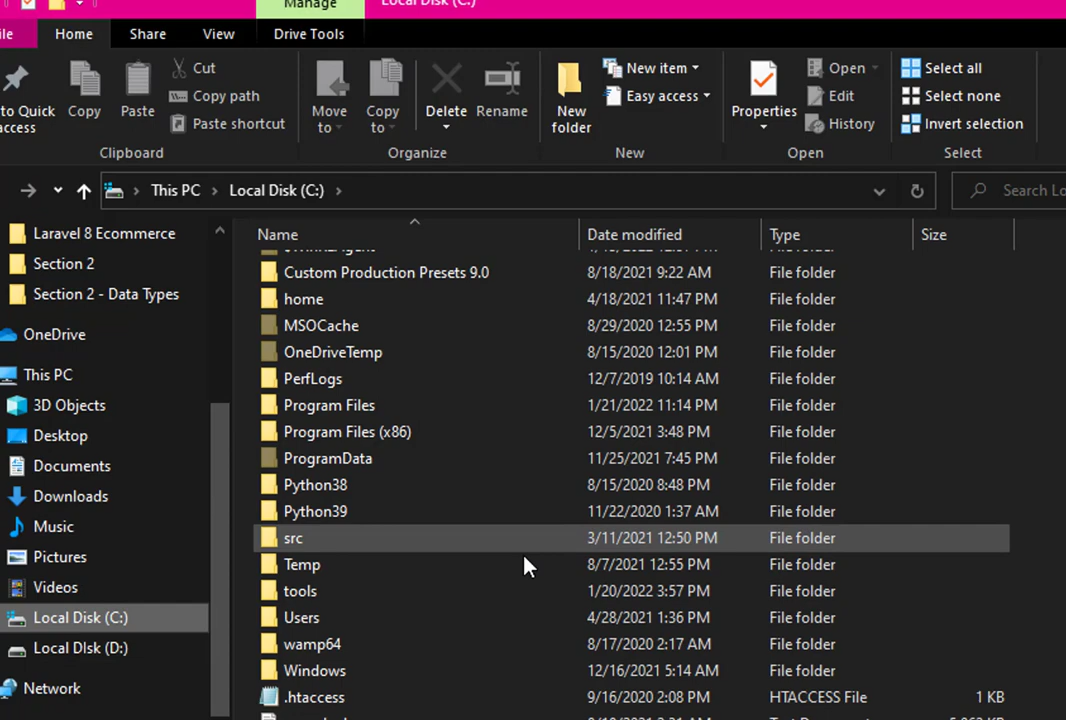 Manage
Local Disk (C:)
Home Share View Drive Tools
Cut
Copy path
Paste shortcut
to Quick
access
Copy
Paste
Clipboard
Move
to
Copy
to
Delete
Rename
Organize
New
folder
New item
Easy access
New
Properties
Open
Edit
History
Open
Select all
Select none
Invert selection
Select
This PC Local Disk (C:)
Search
Laravel 8 Ecommerce
Section 2
Section 2 - Data Types
OneDrive
This PC
3D Objects
Desktop
Documents
Downloads
Music
Pictures
Videos
Local Disk (C:)
Local DIsk (D:)
Network
Name Date modified Type Size
Custom Production Presets 9.0 8/18/2021 9:22 AM File folder
home 4/18/2021 11:47 PM File folder
MSOCache 8/29/2020 12:55 PM File folder
OneDriveTemp 8/15/2020 12:01 PM File folder
PerfLogs 12/7/2019 10:14 AM File folder
Program Files 1/21/2022 11:14 PM File folder
Program Files (x86) 12/5/2021 3:48 PM File folder
ProgramData 11/25/2021 7:45 PM File folder
Python38 8/15/2020 8:48 PM File folder
Python39 11/22/2020 1:37 AM File folder
src 3/11/2021 12:50 PM File folder
Temp 8/7/2021 12:55 PM File folder
tools 1/20/2022 3:57 PM File folder
Users 4/28/2021 1:36 PM File folder
wamp64 8/17/2020 2:17 AM File folder
Windows 12/16/2021 5:14 AM File folder
.htaccess 9/16/2020 2:08 PM HTACCESS File 1 KB